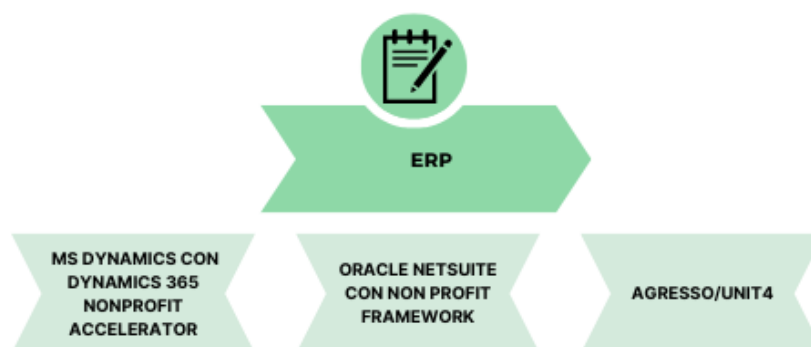 ERP
MS DYNAMICS CON
DYNAMICS 365
NONPROFIT
ACCELERATOR
ORACLE NETSUITE
CON NON PROFIT
FRAMEWORK
AGRESSO/UNIT4